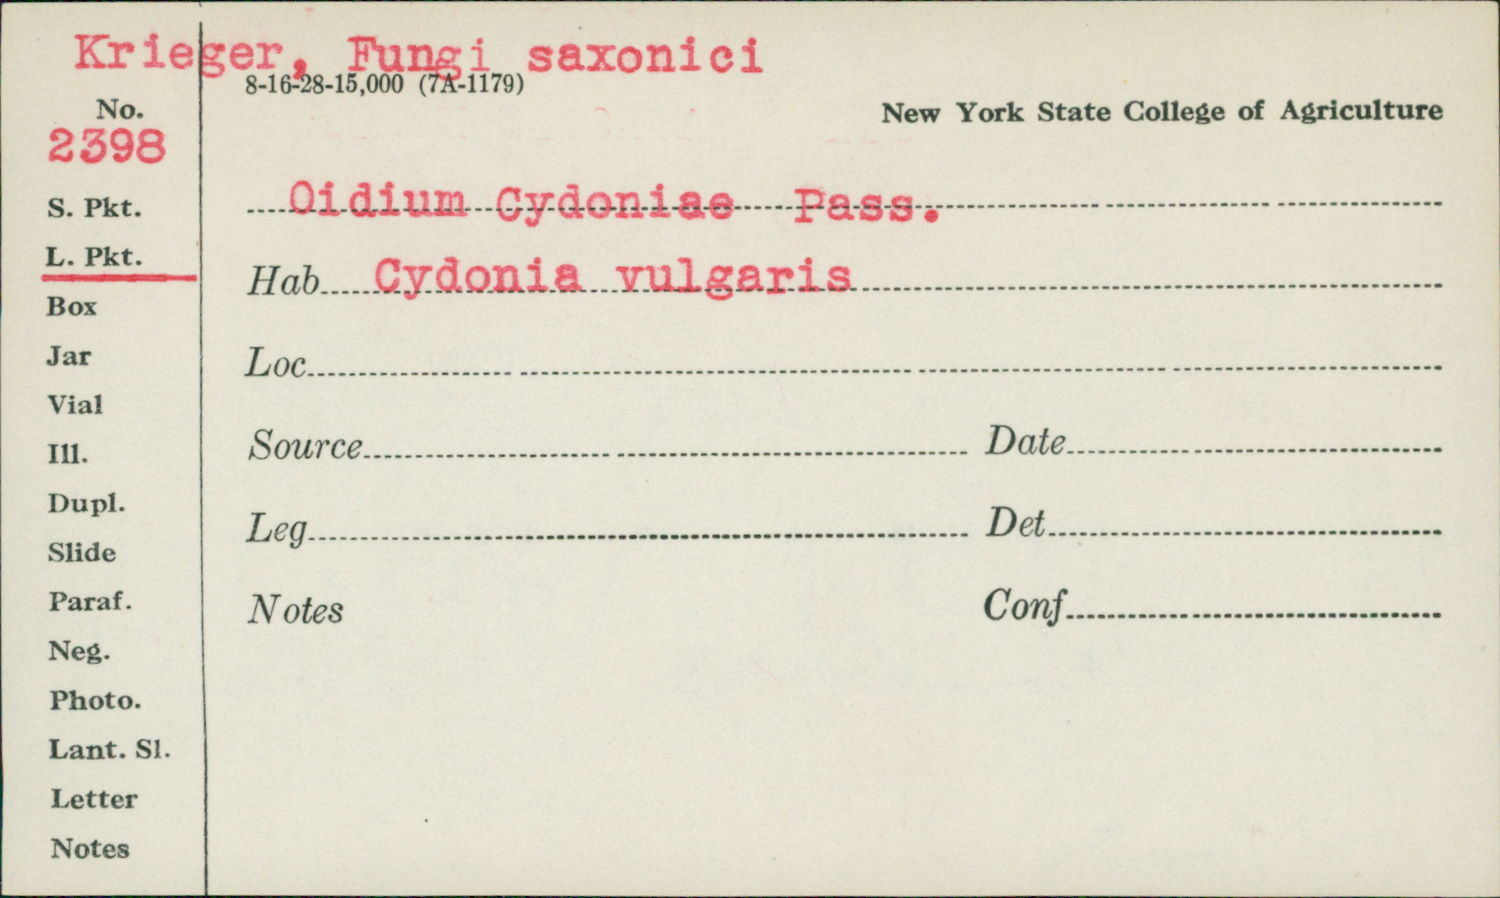 Krieger, Fungi saxonici
8-16-28-15,000 (7A-1179)
No.
New York State College of Agriculture
2398
S. Pkt.
Oidium Cydoniae Pass.
L. Pkt.
Hab. Cydonia vulgaris
Box
Jar
Loc.
Vial
Ill.
Source
Date
Dupl.
Slide
Leg.
Det.
Paraf.
Notes
Conf.
Neg.
Photo.
Lant. Sl.
Letter
Notes